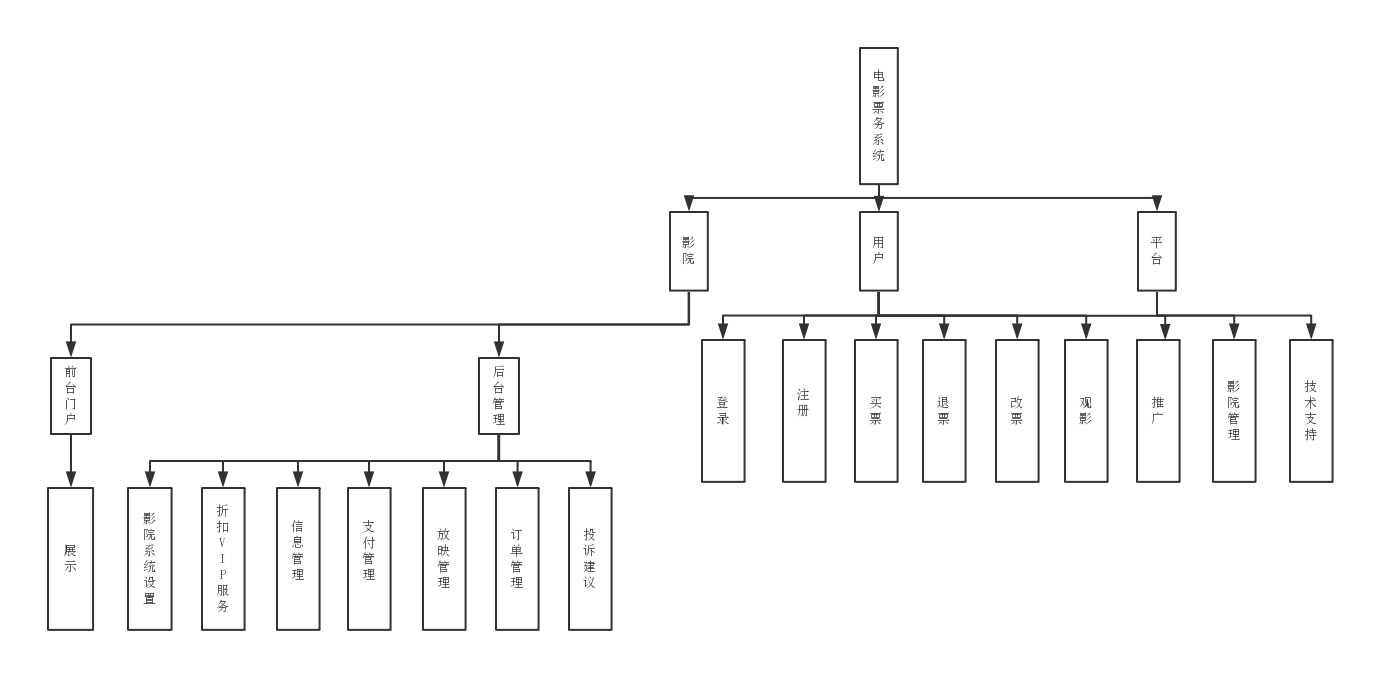 电影票务系统
影院
用户
平台
前台门户
后台管理
登录
注册
买票
退票
改票
观影
推广
影院管理
技术支持
展示
影院系统设置
折扣VIP服务
信息管理
支付管理
放映管理
订单管理
投诉建议